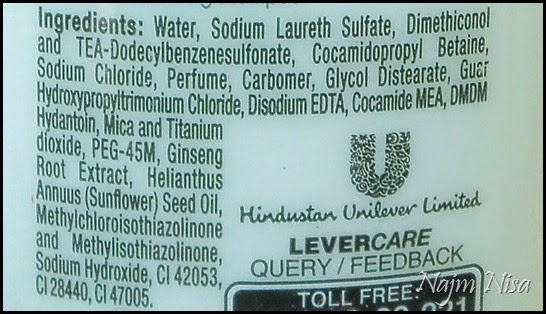 Ingredients: Water, Sodium Laureth Sulfate, Dimethiconol
and TEA-Dodecylbenzenesulfonate, Cocamidopropyl Betaine,
Sodium Chloride, Perfume, Carbomer, Glycol Distearate, Guar
Hydroxypropyltrimonium Chloride, Disodium EDTA, Cocamide MEA, DMDM
Hydantoin, Mica and Titanium
dioxide, PEG-45M, Ginseng
Root Extract, Helianthus
Annuus (Sunflower) Seed Oil,
Methylchloroisothiazolinone
and Methylisothiazolinone,
Sodium Hydroxide, CI 42053,
CI 28440, CI 47005.
Hindustan Unilever Limited
LEVERCARE
QUERY / FEEDBACK
TOLL FREE:
Najm Nisa